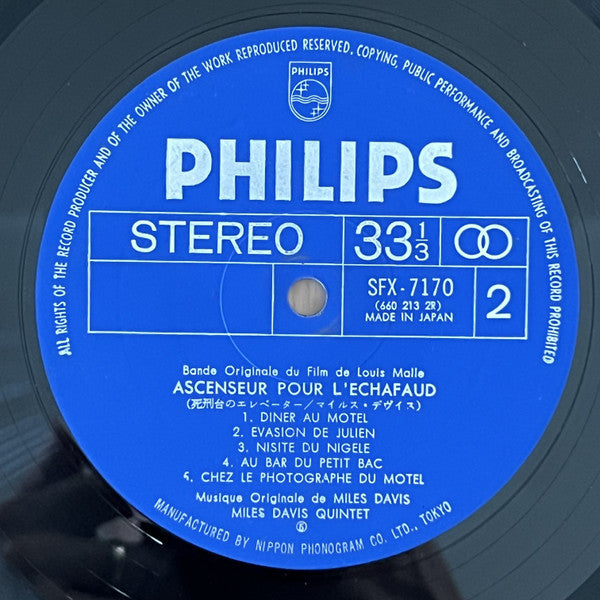 ALL RIGHTS OF THE RECORD PRODUCER AND OF THE OWNER OF THE WORK REPRODUCED RESERVED. COPYING, PUBLIC PERFORMANCE AND BROADCASTING OF THIS RECORD PROHIBITED
PHILIPS
PHILIPS
STEREO 33 1/3
SFX-7170
(660 213 2R)
MADE IN JAPAN
2
Bande Originale du Film de Louis Malle
ASCENSEUR POUR L'ECHAFAUD
(死刑台のエレベーター/マイルス・デヴイス)
1. DINER AU MOTEL
2. EVASION DE JULIEN
3. NISITE DU NIGELE
4. AU BAR DU PETIT BAC
5. CHEZ LE PHOTOGRAPHE DU MOTEL
Musique Originale de MILES DAVIS
MILES DAVIS QUINTET
MANUFACTURED BY NIPPON PHONOGRAM CO. LTD., TOKYO